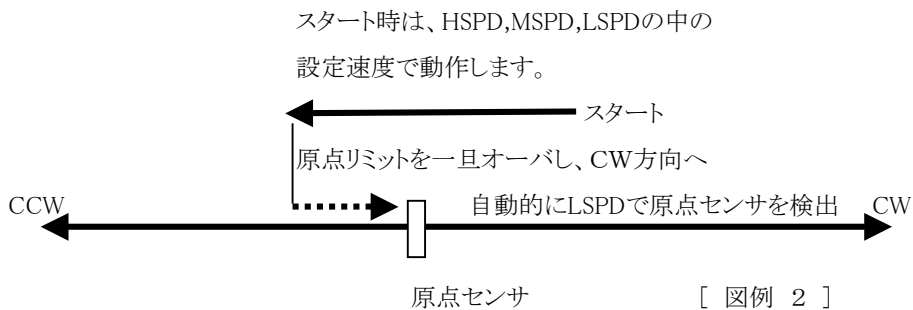 スタート時は、HSPD,MSPD,LSPDの中の
設定速度で動作します。
スタート
原点リミットを一旦オーバし、CW方向へ
CCW
自動的にLSPDで原点センサを検出
CW
原点センサ
[ 図例 2 ]